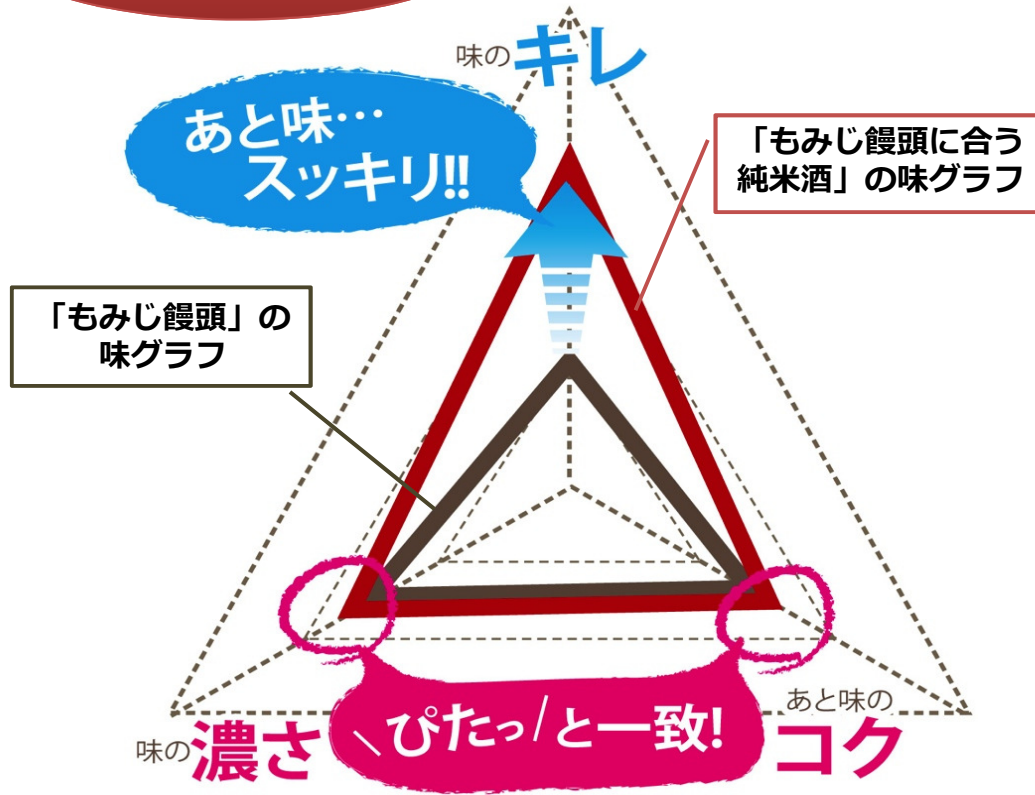 味のキレ
あと味…
スッキリ!!
「もみじ饅頭に合う
純米酒」の味グラフ
「もみじ饅頭」の
味グラフ
\ぴたっ/と一致!
味の濃さ
あと味の
コク